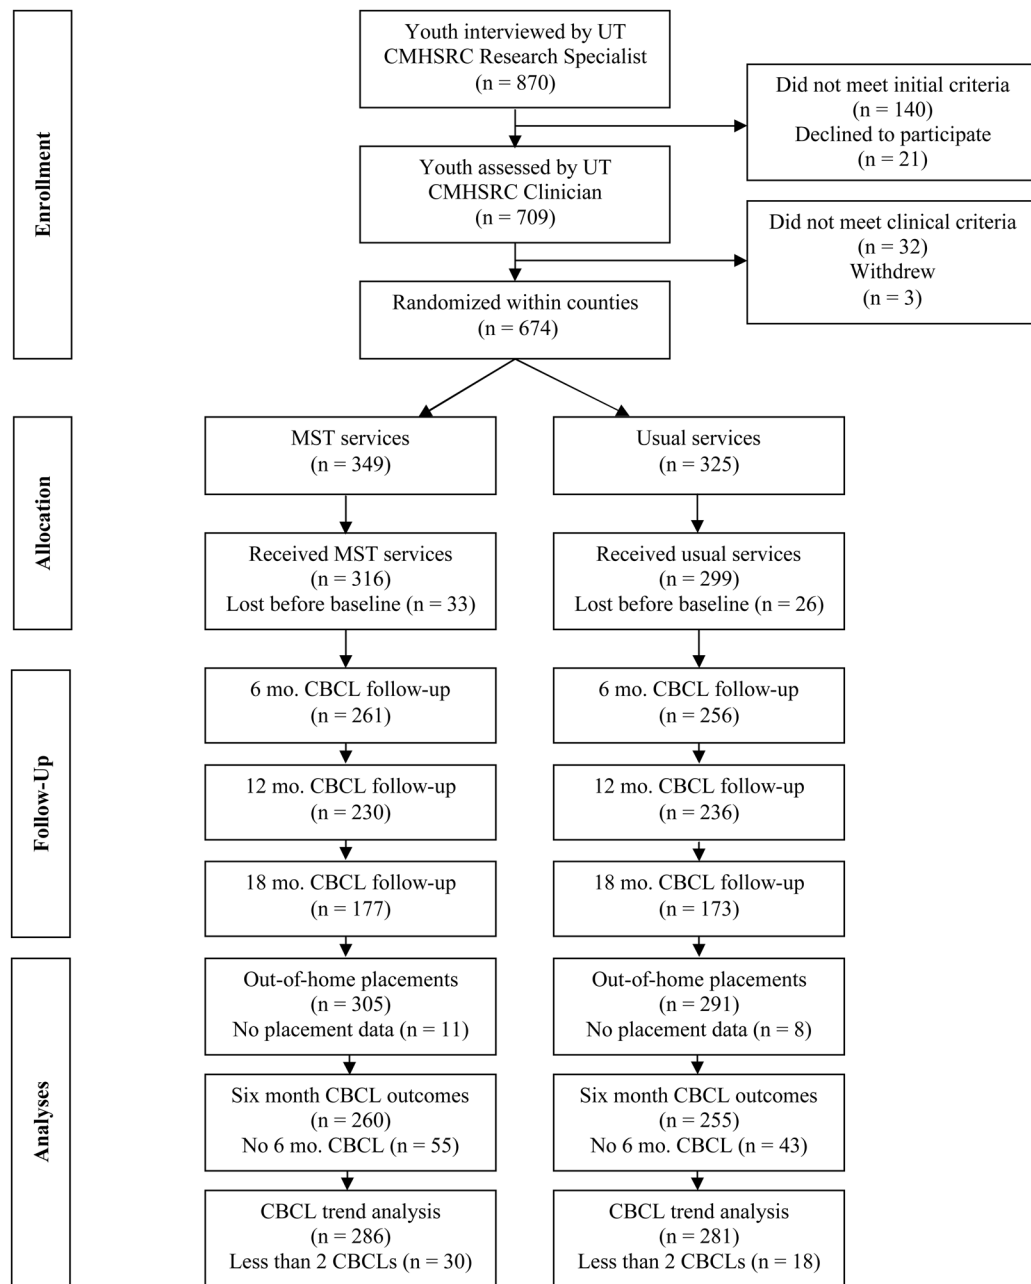 Enrollment
Youth interviewed by UT
CMHSRC Research Specialist
(n = 870)
Did not meet initial criteria
(n = 140)
Declined to participate
(n = 21)
Youth assessed by UT
CMHSRC Clinician
(n = 709)
Did not meet clinical criteria
(n = 32)
Withdrew
(n = 3)
Randomized within counties
(n = 674)
Allocation
MST services
(n = 349)
Usual services
(n = 325)
Received MST services
(n = 316)
Lost before baseline (n = 33)
Received usual services
(n = 299)
Lost before baseline (n = 26)
Follow-Up
6 mo. CBCL follow-up
(n = 261)
6 mo. CBCL follow-up
(n = 256)
12 mo. CBCL follow-up
(n = 230)
12 mo. CBCL follow-up
(n = 236)
18 mo. CBCL follow-up
(n = 177)
18 mo. CBCL follow-up
(n = 173)
Analyses
Out-of-home placements
(n = 305)
No placement data (n = 11)
Out-of-home placements
(n = 291)
No placement data (n = 8)
Six month CBCL outcomes
(n = 260)
No 6 mo. CBCL (n = 55)
Six month CBCL outcomes
(n = 255)
No 6 mo. CBCL (n = 43)
CBCL trend analysis
(n = 286)
Less than 2 CBCLs (n = 30)
CBCL trend analysis
(n = 281)
Less than 2 CBCLs (n = 18)